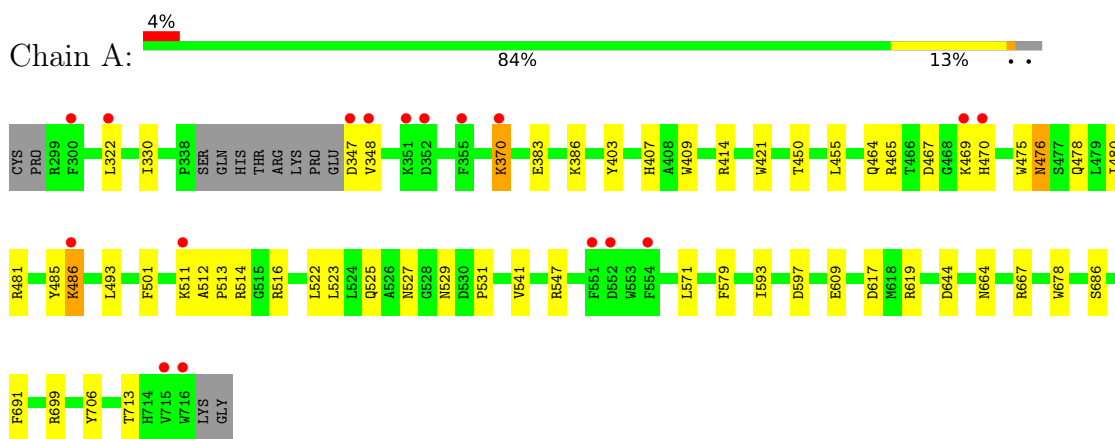 4%
Chain A:
84% 13% • •
CYS PRO R299 F300 L322 I330 P338 SER GLN HIS THR ARG LYS PRO GLU D347 V348 K351 D352 F355 K370 E383 K386 Y403 H407 A408 W409 R414 W421 T450 L455 Q464 R465 T466 D467 G468 K469 H470 W475 N476 S477 Q478 L479 I480
R481 Y485 K486 L493 F501 K511 A512 P513 R514 G515 R516 L522 L523 L524 Q525 A526 N527 G528 N529 D530 P531 V541 R547 F551 D552 W553 F554 L571 F579 I593 D597 E609 D617 M618 R619 D644 N664 R667 W678 S686
F691 R699 Y706 T713 H714 V715 W716 LYS GLY